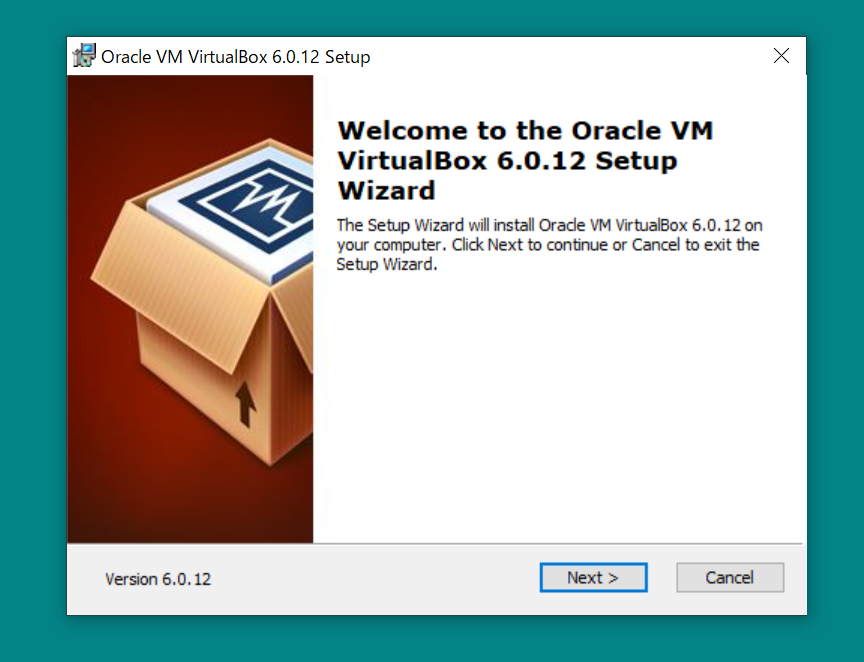 Oracle VM VirtualBox 6.0.12 Setup
Welcome to the Oracle VM
VirtualBox 6.0.12 Setup
Wizard
The Setup Wizard will install Oracle VM VirtualBox 6.0.12 on
your computer. Click Next to continue or Cancel to exit the
Setup Wizard.
Version 6.0.12
Next >
Cancel